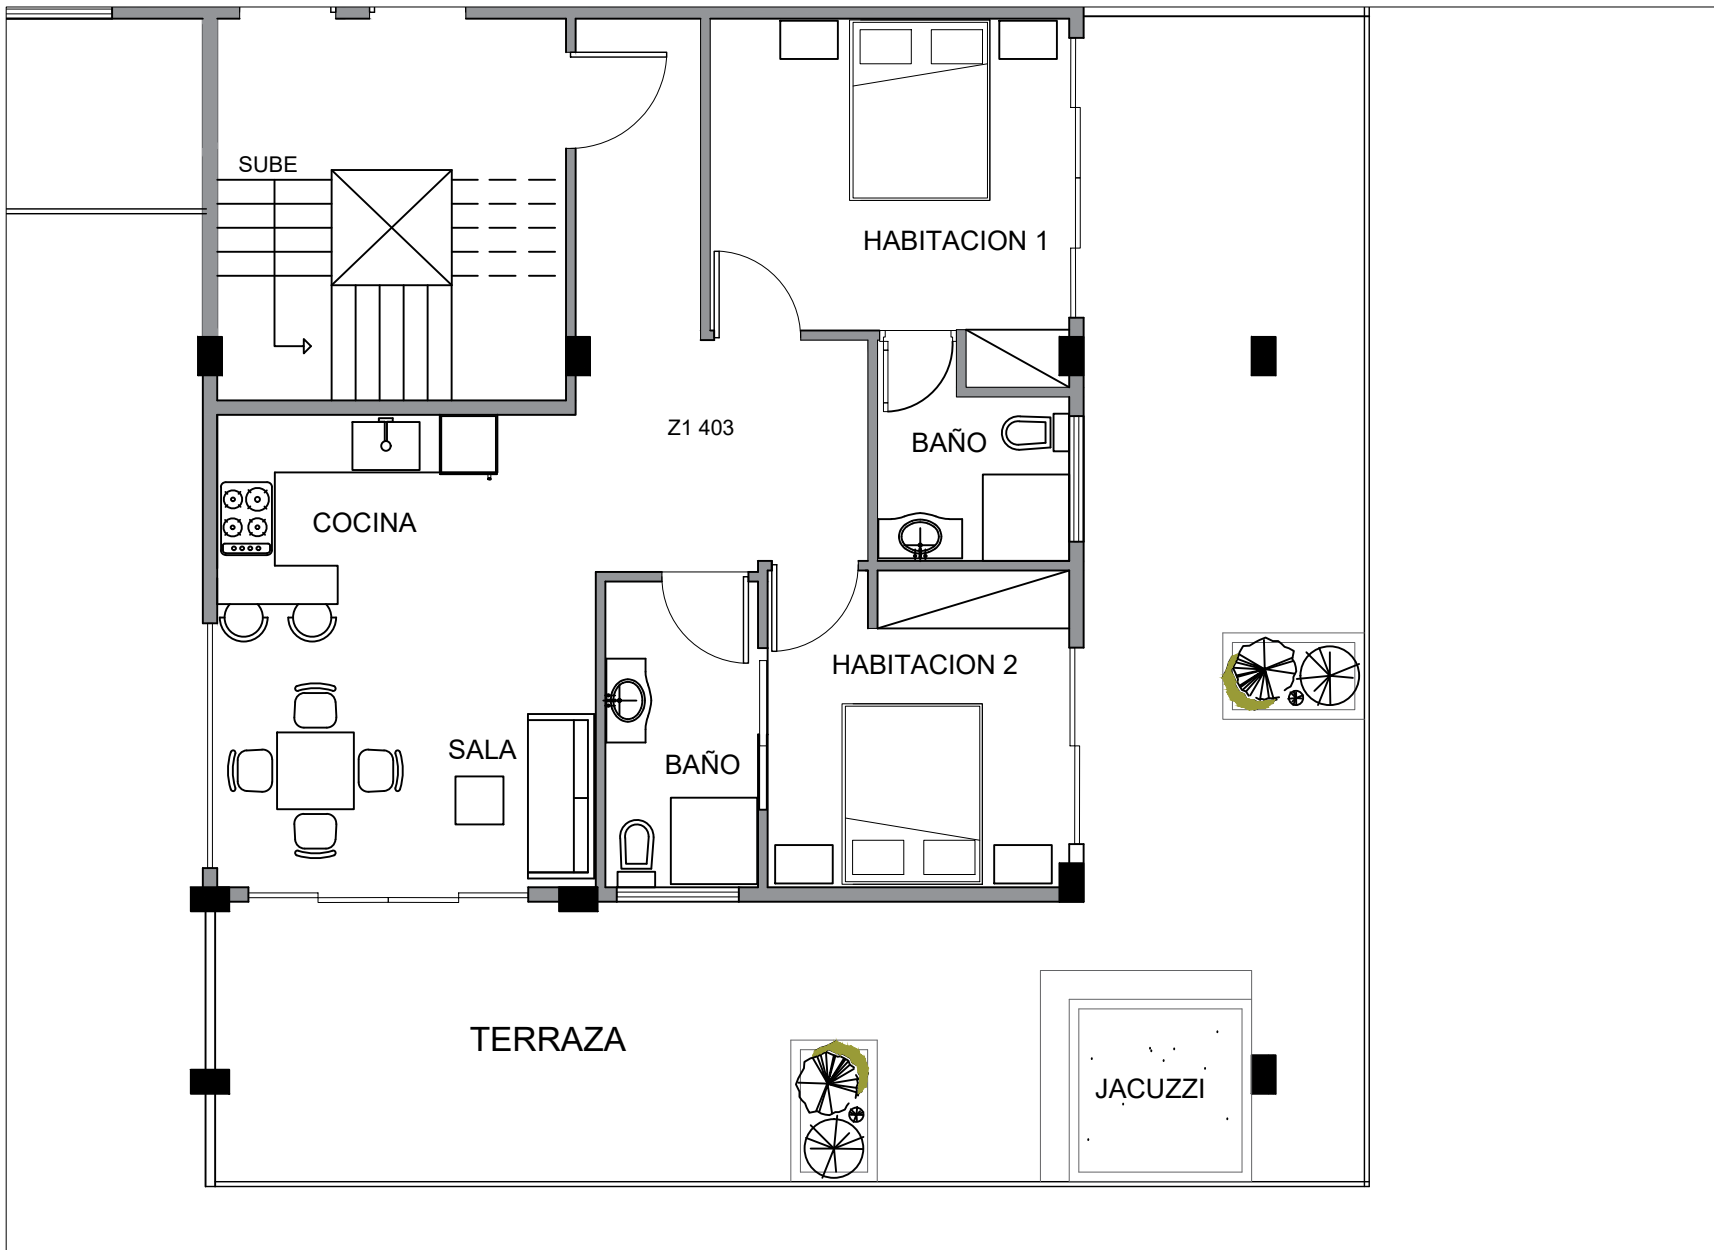 SUBE
HABITACION 1
Z1 403
BAÑO
COCINA
HABITACION 2
SALA
BAÑO
TERRAZA
JACUZZI